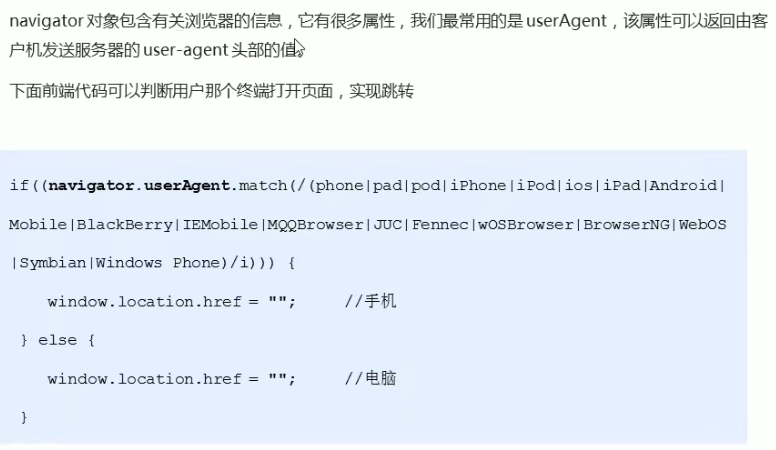 navigator 对象包含有关浏览器的信息，它有很多属性，我们最常用的是 userAgent，该属性可以返回由客
户机发送服务器的 user-agent 头部的值。
下面前端代码可以判断用户那个终端打开页面，实现跳转
if((navigator.userAgent.match(/(phone|pad|pod|iPhone|iPod|ios|iPad|Android|
Mobile|BlackBerry|IEMobile|MQQBrowser|JUC|Fennec|wOSBrowser|BrowserNG|WebOS
|Symbian|Windows Phone)/i))) {
window.location.href = ""; //手机
} else {
window.location.href = ""; //电脑
}